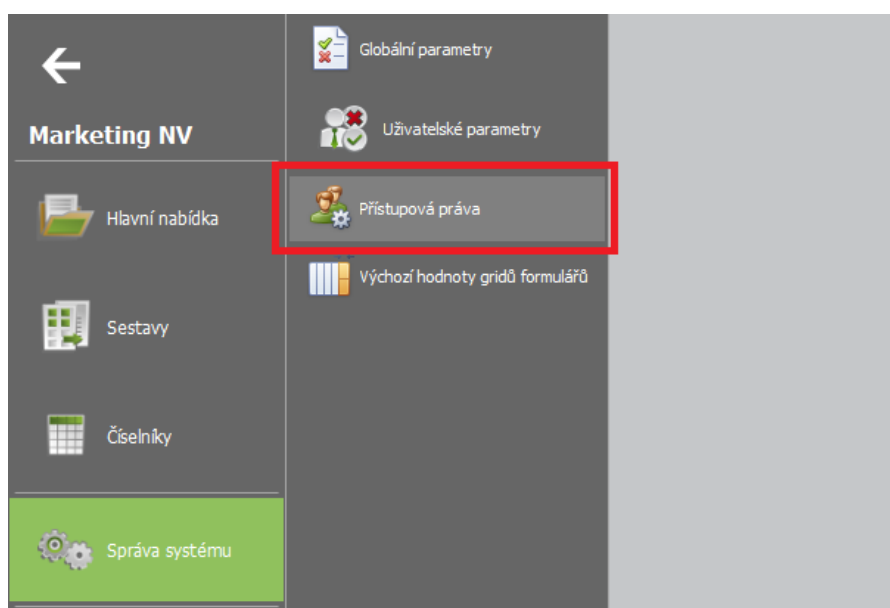 Marketing NV
Hlavní nabídka
Sestavy
Číselníky
Správa systému
Globální parametry
Uživatelské parametry
Přístupová práva
Výchozí hodnoty gridů formulářů